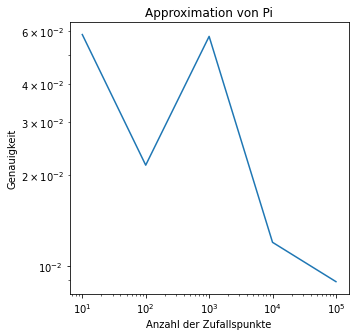 Approximation von Pi
6 × 10⁻²
4 × 10⁻²
3 × 10⁻²
2 × 10⁻²
10⁻²
Genauigkeit
10¹ 10² 10³ 10⁴ 10⁵
Anzahl der Zufallspunkte